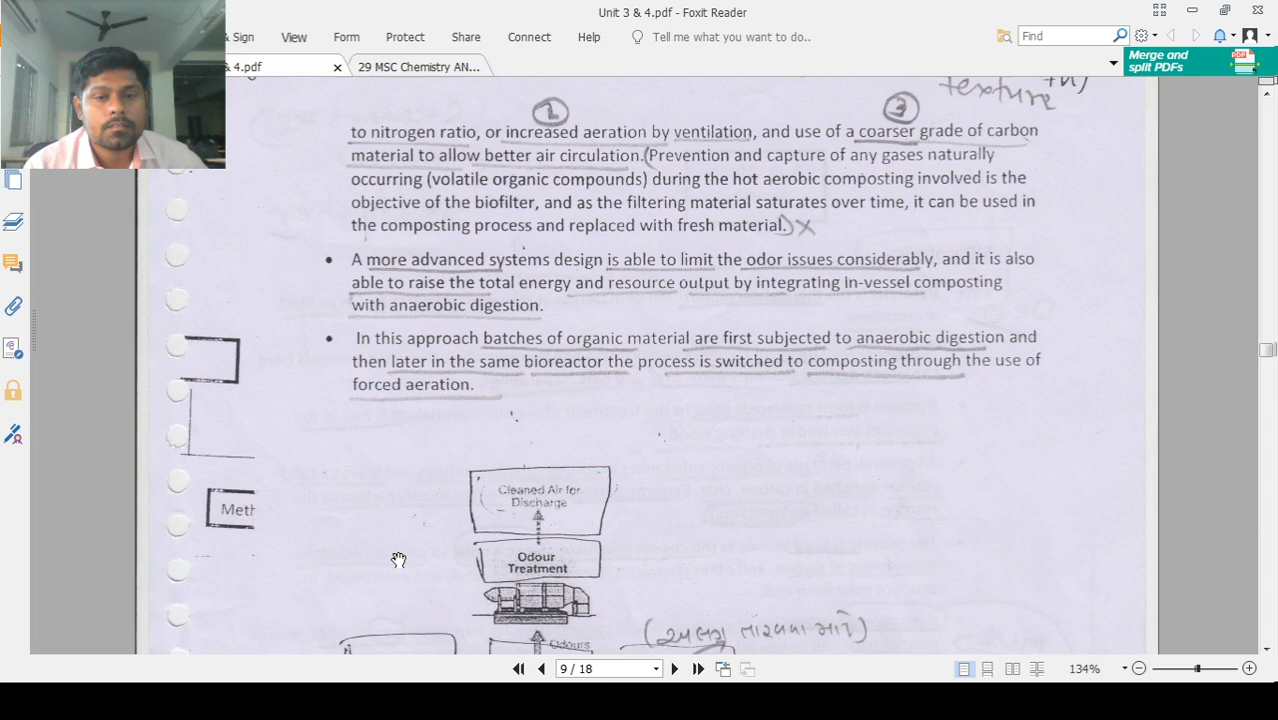 Unit 3 & 4.pdf - Foxit Reader
& Sign View Form Protect Share Connect Help Tell me what you want to do.. Find
& 4.pdf 29 MSC Chemistry AN...
Merge and
split PDFs
texture
2 3
to nitrogen ratio, or increased aeration by ventilation, and use of a coarser grade of carbon
material to allow better air circulation. (Prevention and capture of any gases naturally
occurring (volatile organic compounds) during the hot aerobic composting involved is the
objective of the biofilter, and as the filtering material saturates over time, it can be used in
the composting process and replaced with fresh material.) X
• A more advanced systems design is able to limit the odor issues considerably, and it is also
able to raise the total energy and resource output by integrating in-vessel composting
with anaerobic digestion.
• In this approach batches of organic material are first subjected to anaerobic digestion and
then later in the same bioreactor the process is switched to composting through the use of
forced aeration.
Cleaned Air for
Discharge
Meth
Odour
Treatment
Odours
9 / 18
134%